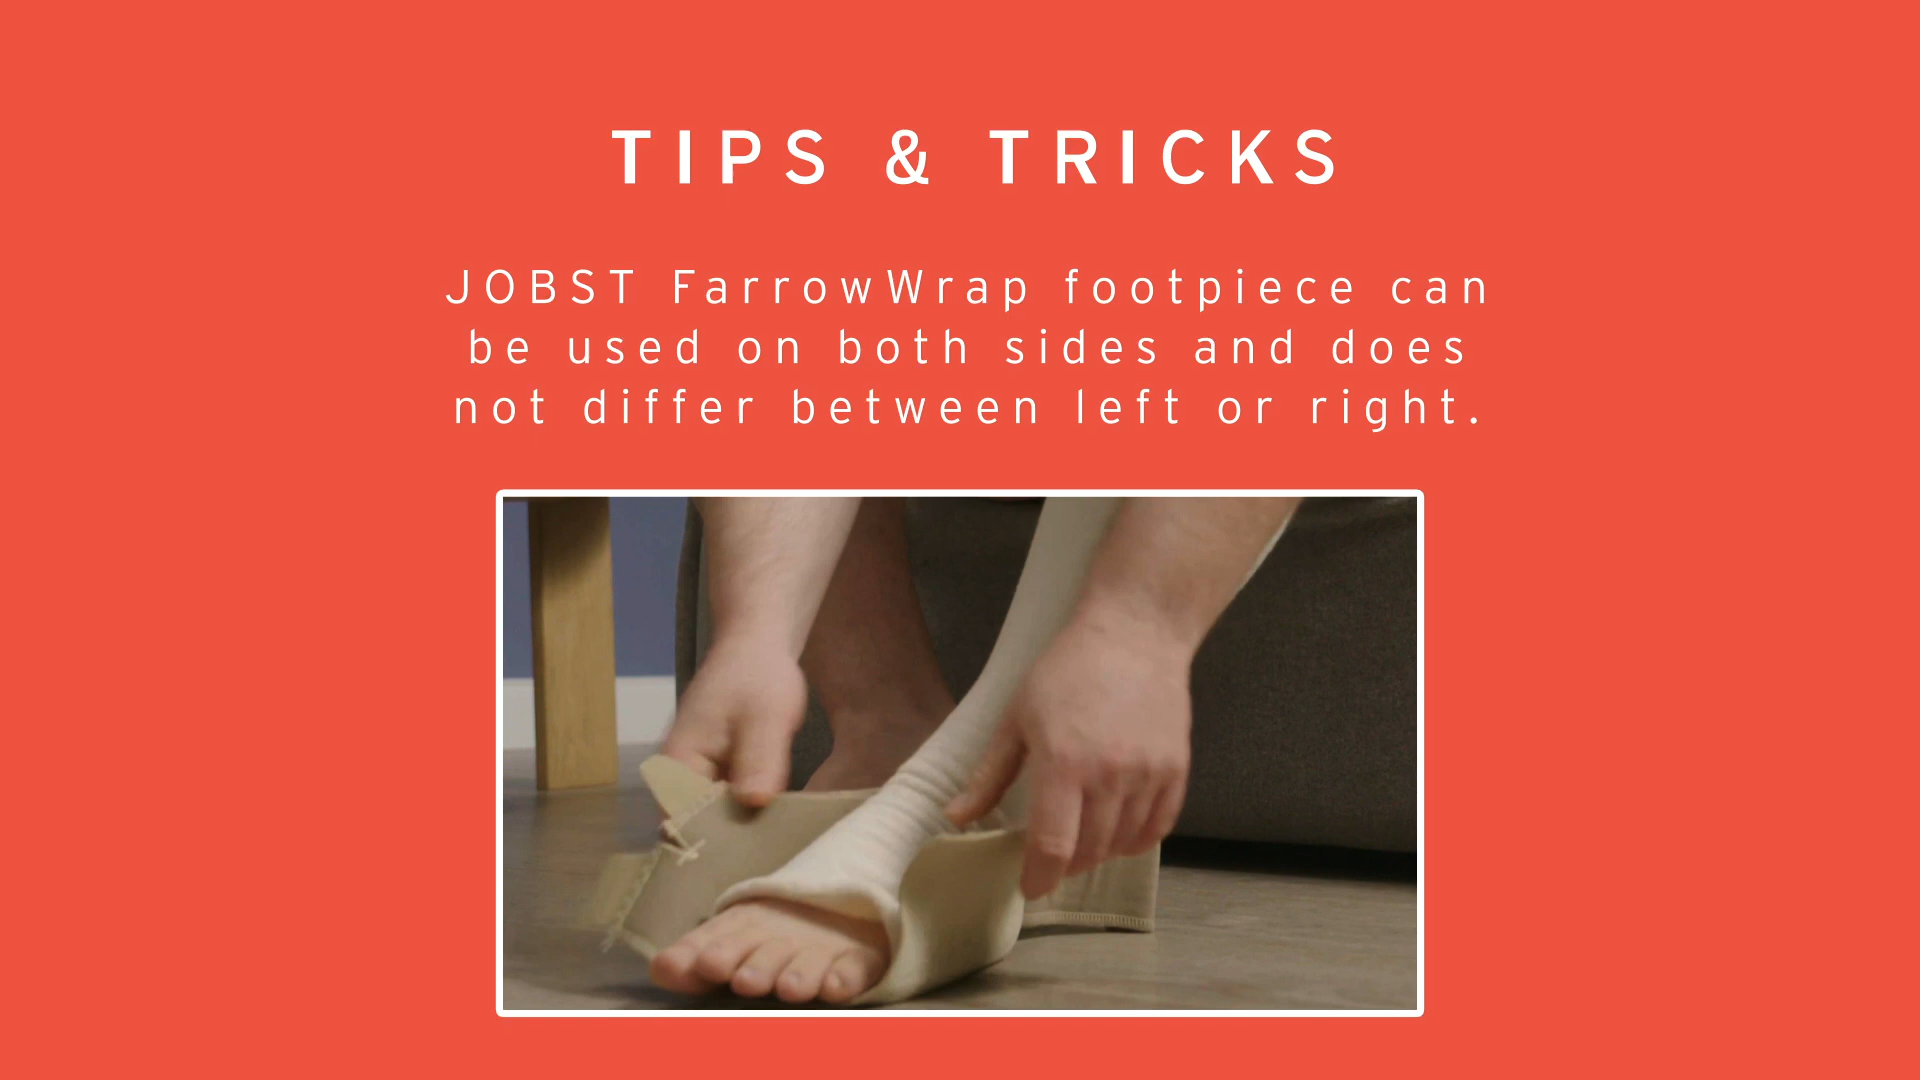 TIPS & TRICKS
JOBST FarrowWrap footpiece can
be used on both sides and does
not differ between left or right.